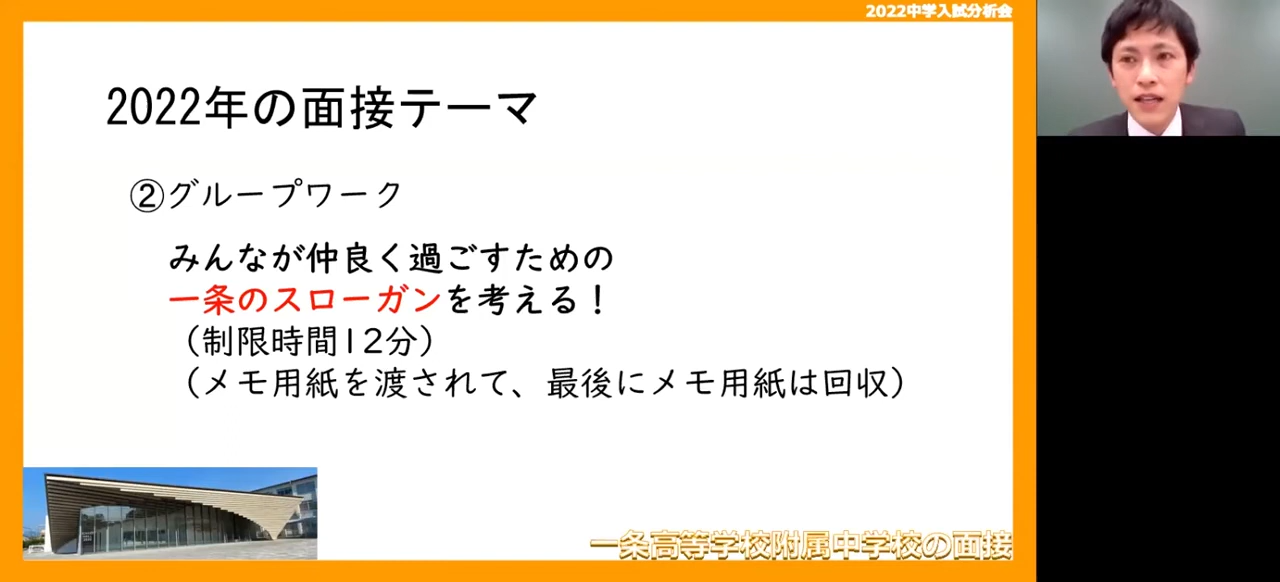 2022中学入試分析会
2022年の面接テーマ
②グループワーク
みんなが仲良く過ごすための
一条のスローガンを考える！
（制限時間12分）
（メモ用紙を渡されて、最後にメモ用紙は回収）
一条高等学校附属中学校の面接